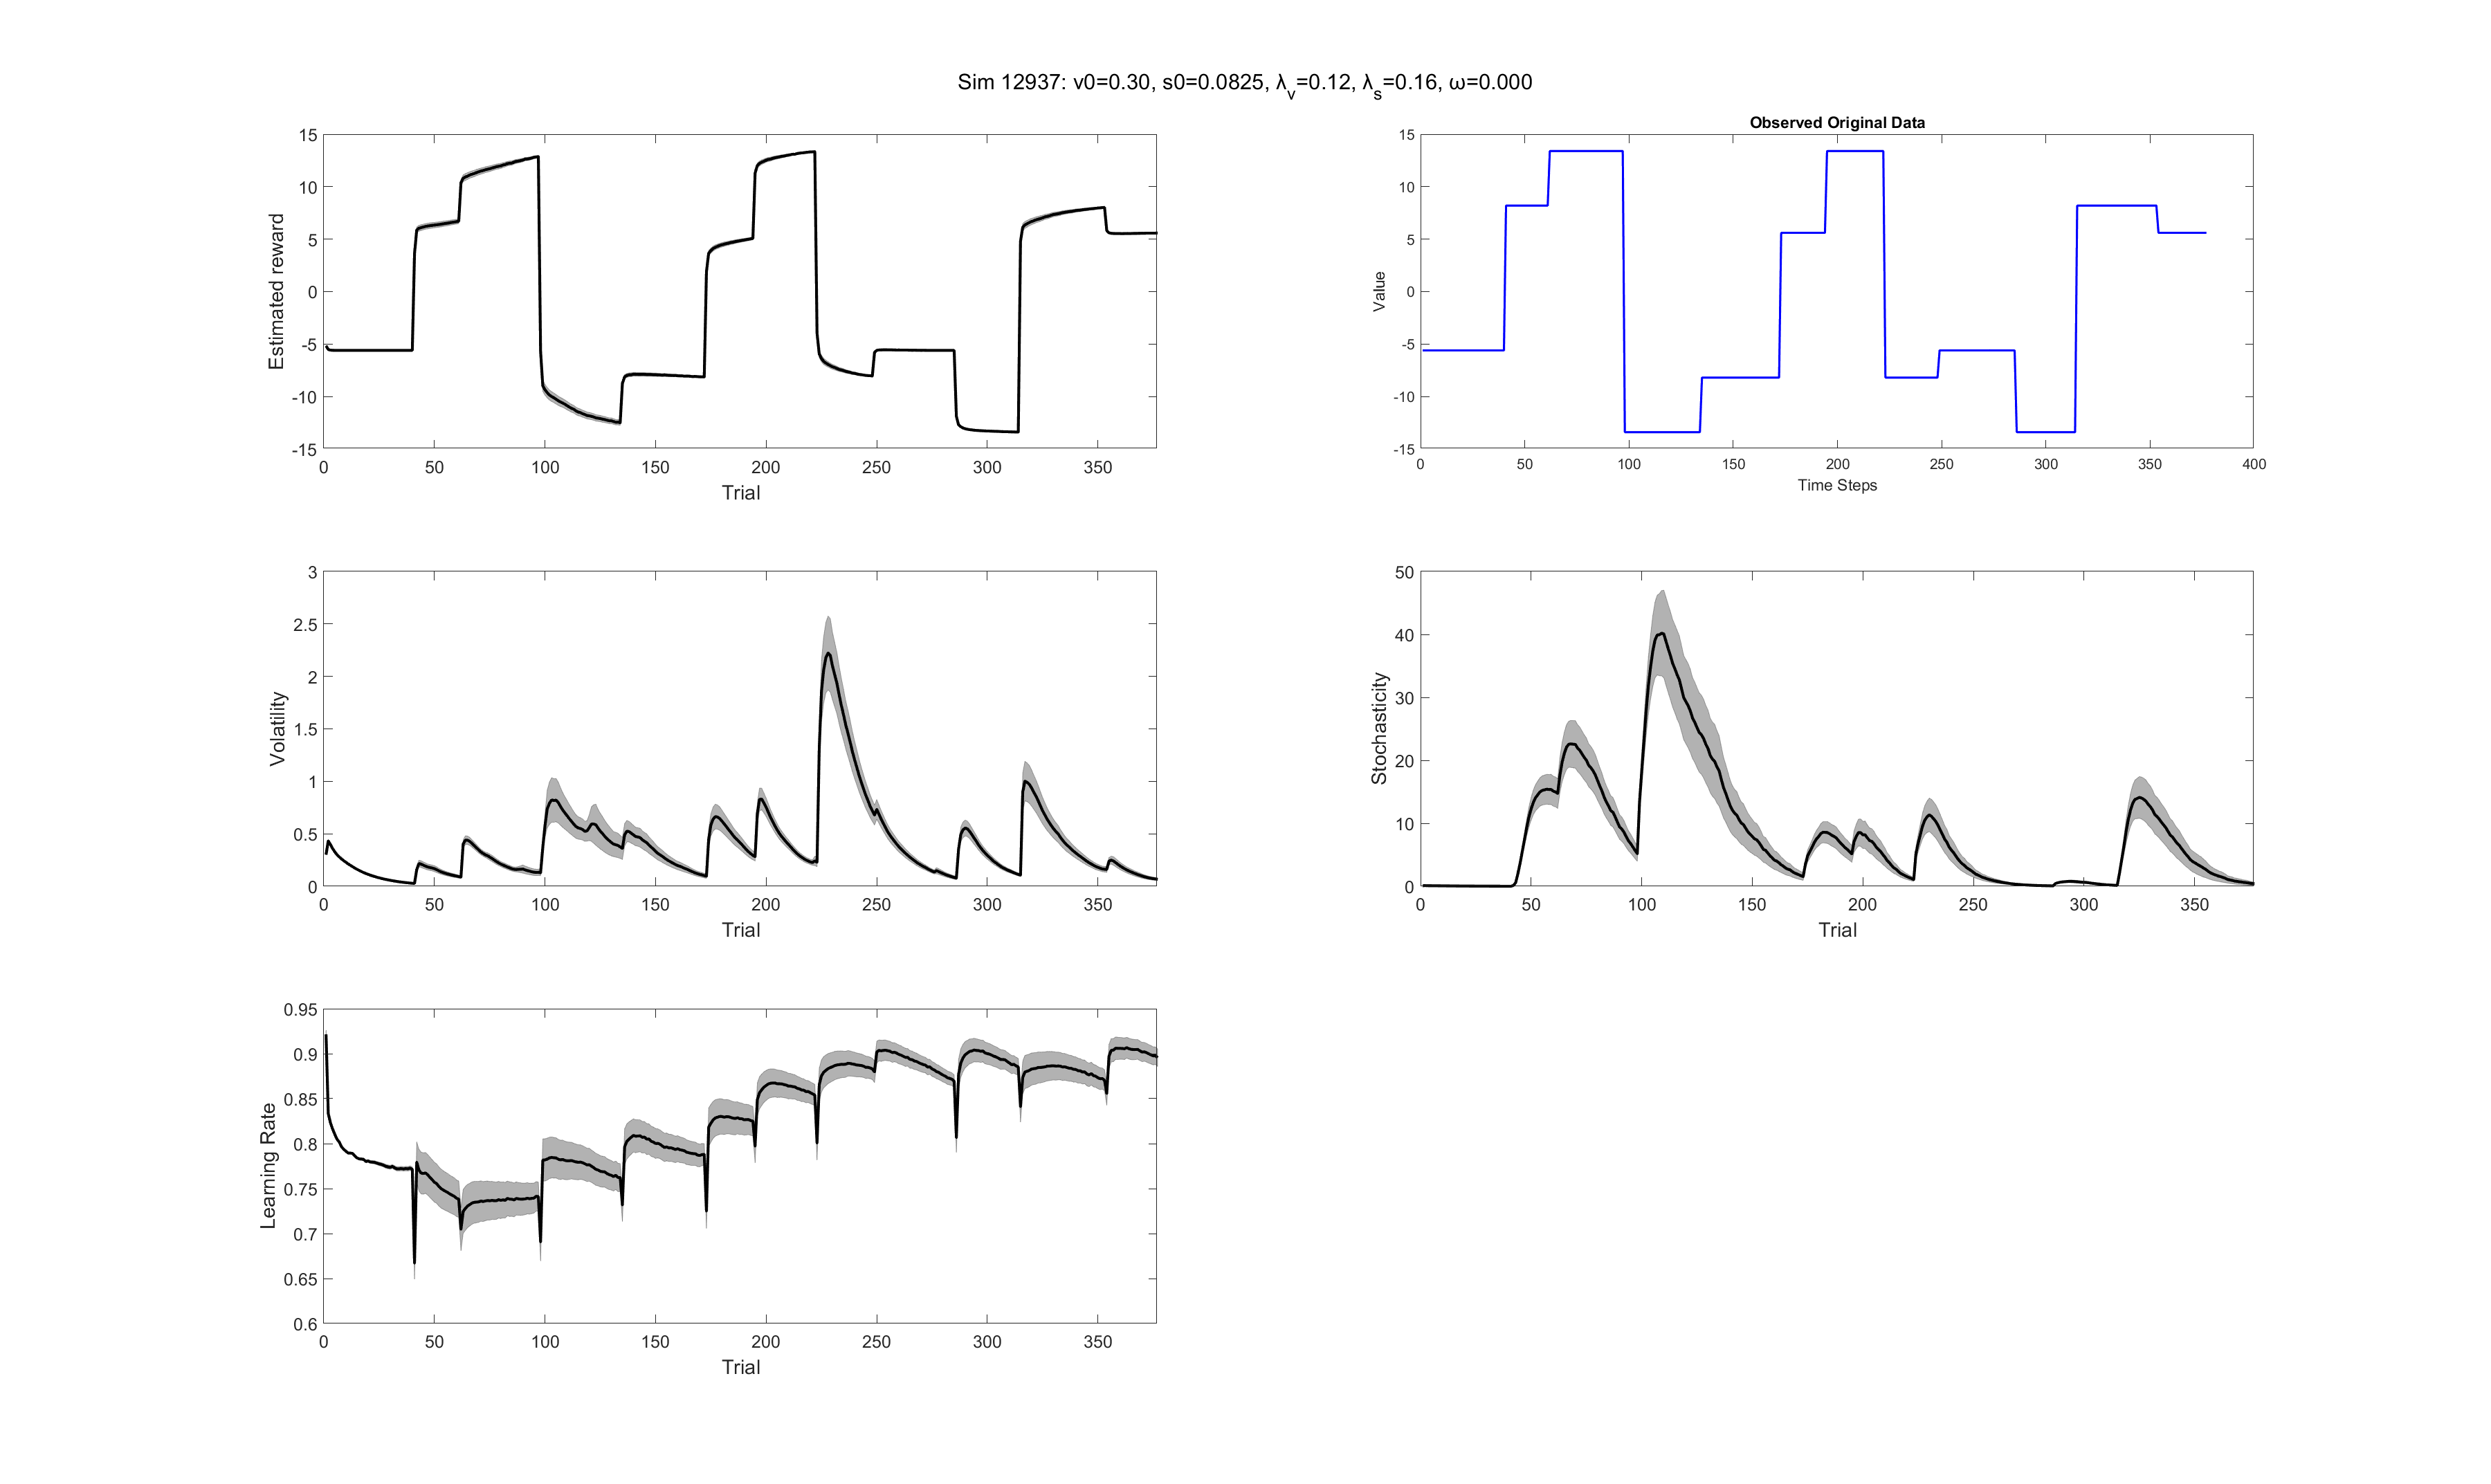 Sim 12937: v0=0.30, s0=0.0825, λ_v=0.12, λ_s=0.16, ω=0.000
15
10
5
0
-5
-10
-15
Estimated reward
0 50 100 150 200 250 300 350
Trial
Observed Original Data
15
10
5
0
-5
-10
-15
Value
0 50 100 150 200 250 300 350 400
Time Steps
3
2.5
2
1.5
1
0.5
0
Volatility
0 50 100 150 200 250 300 350
Trial
50
40
30
20
10
0
Stochasticity
0 50 100 150 200 250 300 350
Trial
0.95
0.9
0.85
0.8
0.75
0.7
0.65
0.6
Learning Rate
0 50 100 150 200 250 300 350
Trial